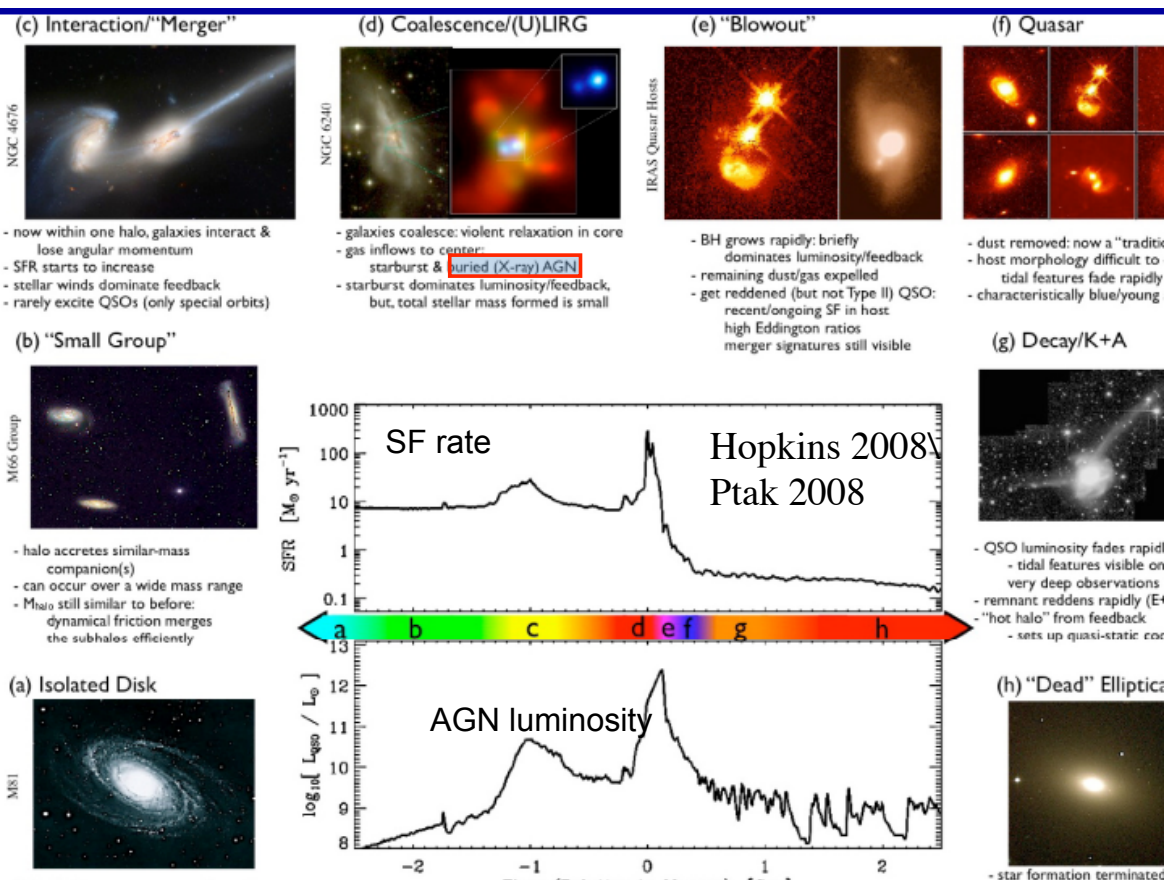 (c) Interaction/“Merger”
NGC 4676
- now within one halo, galaxies interact &
lose angular momentum
- SFR starts to increase
- stellar winds dominate feedback
- rarely excite QSOs (only special orbits)
(d) Coalescence/(U)LIRG
NGC 6240
- galaxies coalesce: violent relaxation in core
- gas inflows to center:
starburst & buried (X-ray) AGN
- starburst dominates luminosity/feedback,
but, total stellar mass formed is small
(e) “Blowout”
IRAS Quasar Hosts
- BH grows rapidly: briefly
dominates luminosity/feedback
- remaining dust/gas expelled
- get reddened (but not Type II) QSO:
recent/ongoing SF in host
high Eddington ratios
merger signatures still visible
(f) Quasar
- dust removed: now a “traditio
- host morphology difficult to
tidal features fade rapidly
- characteristically blue/young
(b) “Small Group”
M66 Group
- halo accretes similar-mass
companion(s)
- can occur over a wide mass range
- Mhalo still similar to before:
dynamical friction merges
the subhalos efficiently
(a) Isolated Disk
M81
SFR [M⊙ yr⁻¹]
1000
100
10
1
0.1
SF rate
Hopkins 2008\
Ptak 2008
a b c d e f g h
log₁₀[ LQSO / L⊙ ]
13
12
11
10
9
8
AGN luminosity
-2 -1 0 1 2
(g) Decay/K+A
- QSO luminosity fades rapidl
- tidal features visible on
very deep observations
- remnant reddens rapidly (E+
- “hot halo” from feedback
- sets up quasi-static coo
(h) “Dead” Elliptica
- star formation terminated